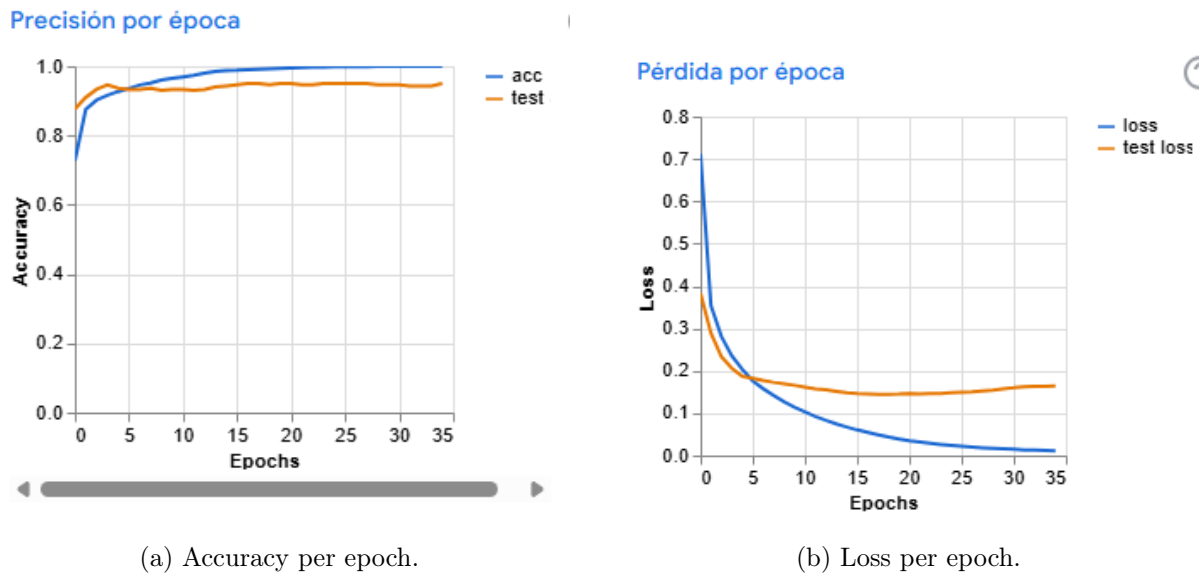 Precisión por época
1.0
0.8
0.6
0.4
0.2
0.0
Accuracy
0 5 10 15 20 25 30 35
Epochs
acc
test
(a) Accuracy per epoch.
Pérdida por época
0.8
0.7
0.6
0.5
0.4
0.3
0.2
0.1
0.0
Loss
0 5 10 15 20 25 30 35
Epochs
loss
test loss
(b) Loss per epoch.